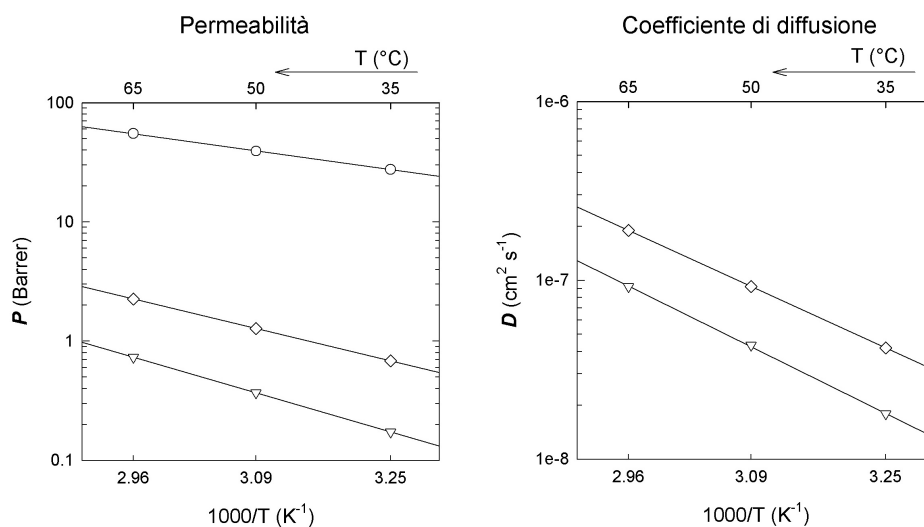 Permeabilità
T (°C)
65 50 35
100
10
1
0.1
P (Barrer)
2.96 3.09 3.25
1000/T (K⁻¹)
Coefficiente di diffusione
T (°C)
65 50 35
1e-6
1e-7
1e-8
D (cm² s⁻¹)
2.96 3.09 3.25
1000/T (K⁻¹)